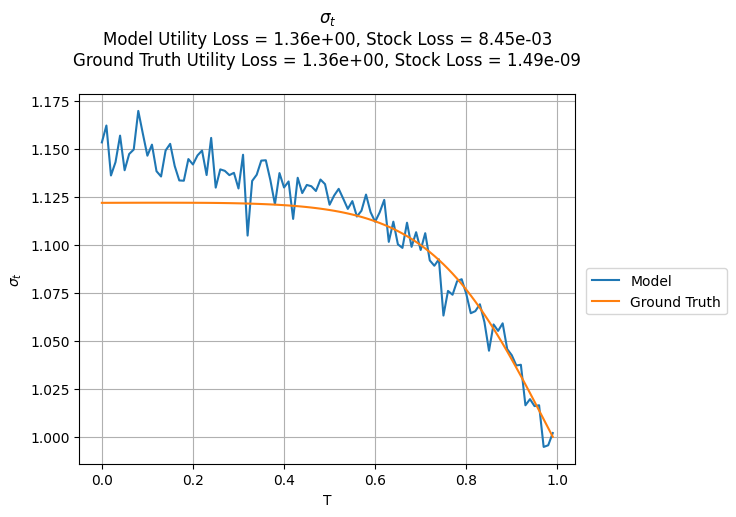 σt
Model Utility Loss = 1.36e+00, Stock Loss = 8.45e-03
Ground Truth Utility Loss = 1.36e+00, Stock Loss = 1.49e-09
1.175
1.150
1.125
1.100
1.075
1.050
1.025
1.000
σt
0.0 0.2 0.4 0.6 0.8 1.0
T
Model
Ground Truth